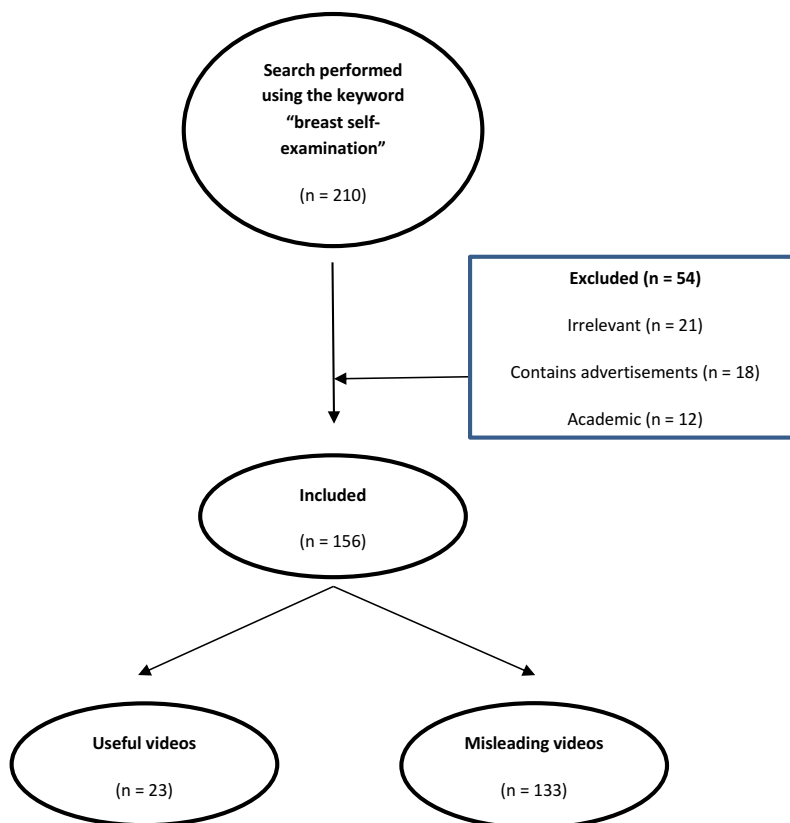 Search performed
using the keyword
“breast self-
examination”
(n = 210)
Excluded (n = 54)
Irrelevant (n = 21)
Contains advertisements (n = 18)
Academic (n = 12)
Included
(n = 156)
Useful videos
(n = 23)
Misleading videos
(n = 133)